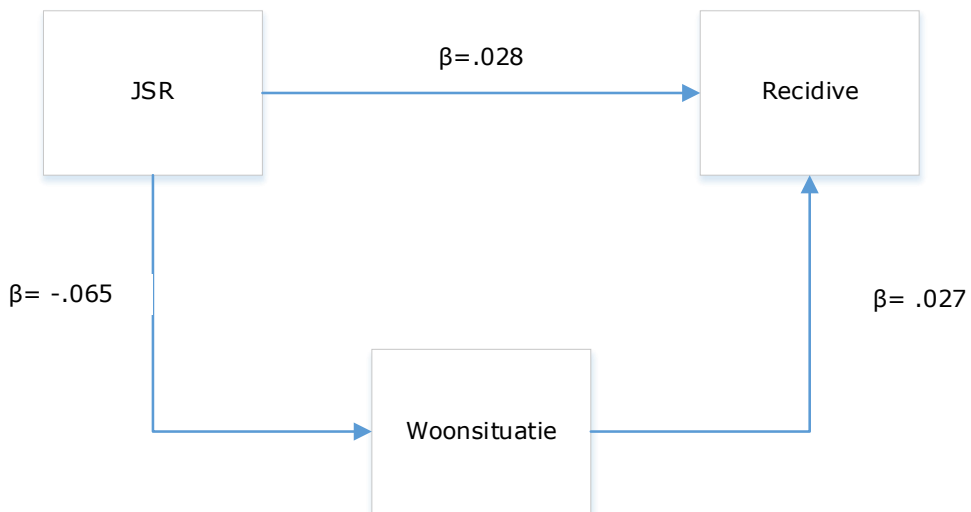 β=.028
JSR
Recidive
β= -.065
β= .027
Woonsituatie